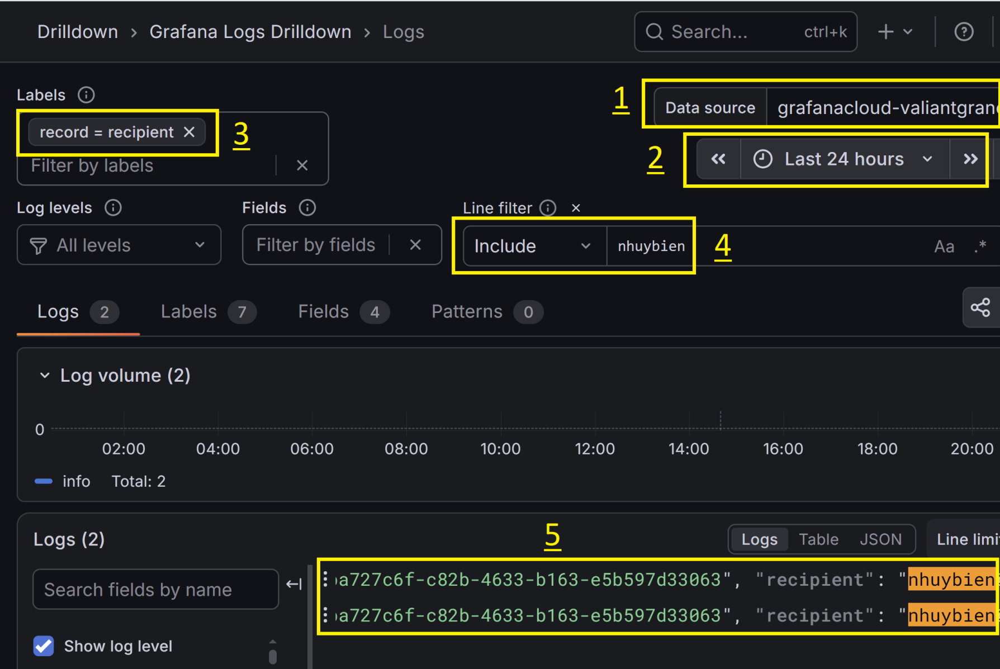 Drilldown > Grafana Logs Drilldown > Logs
Search... ctrl+k
Labels
1 Data source grafanacloud-valiantgran
record = recipient 3
2 Last 24 hours
Filter by labels
Log levels Fields Line filter
All levels Filter by fields Include nhuybien 4 Aa .*
Logs 2 Labels 7 Fields 4 Patterns 0
Log volume (2)
0
02:00 04:00 06:00 08:00 10:00 12:00 14:00 16:00 18:00 20:00
info Total: 2
Logs (2) 5 Logs Table JSON Line limi
a727c6f-c82b-4633-b163-e5b597d33063", "recipient": "nhuybien
Search fields by name
a727c6f-c82b-4633-b163-e5b597d33063", "recipient": "nhuybien
Show log level